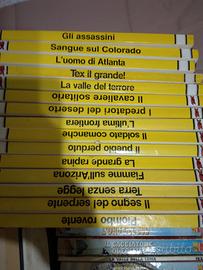 Gli assassini
Sangue sul Colorado
L'uomo di Atlanta
Tex il grande!
La valle del terrore
Il cavaliere solitario
I predatori del deserto
L'ultima frontiera
Il soldato comanche
Il pueblo perduto
La grande rapina
Fiamme sull'Arizona
Terra senza legge
Il segno del serpente
Piombo rovente
IL CACCIATORE